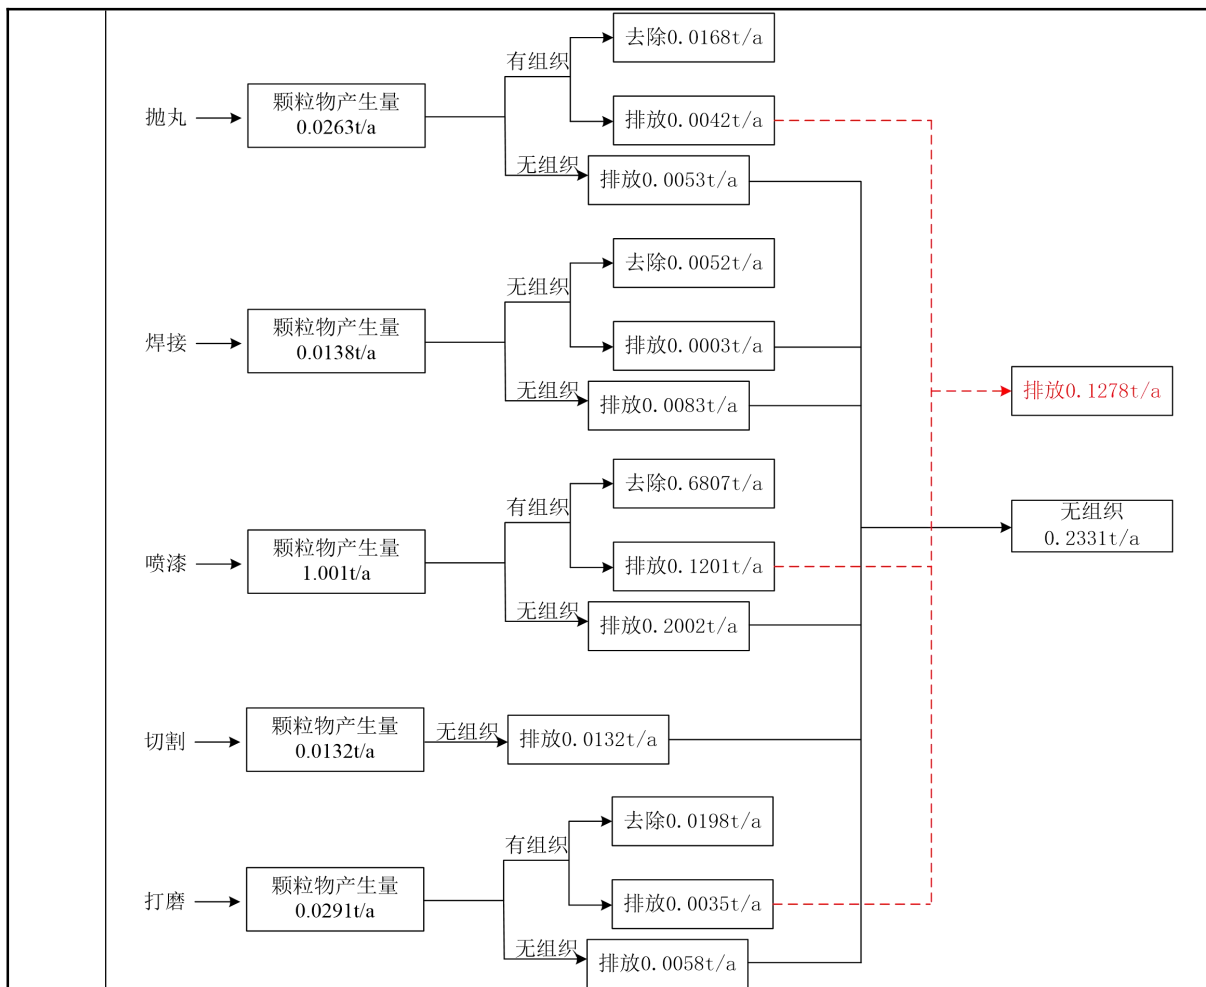 去除0.0168t/a
有组织
抛丸
颗粒物产生量
0.0263t/a
排放0.0042t/a
无组织
排放0.0053t/a
去除0.0052t/a
无组织
焊接
颗粒物产生量
0.0138t/a
排放0.0003t/a
无组织
排放0.0083t/a
排放0.1278t/a
去除0.6807t/a
有组织
无组织
0.2331t/a
喷漆
颗粒物产生量
1.001t/a
排放0.1201t/a
无组织
排放0.2002t/a
切割
颗粒物产生量
0.0132t/a
无组织
排放0.0132t/a
去除0.0198t/a
有组织
打磨
颗粒物产生量
0.0291t/a
排放0.0035t/a
无组织
排放0.0058t/a